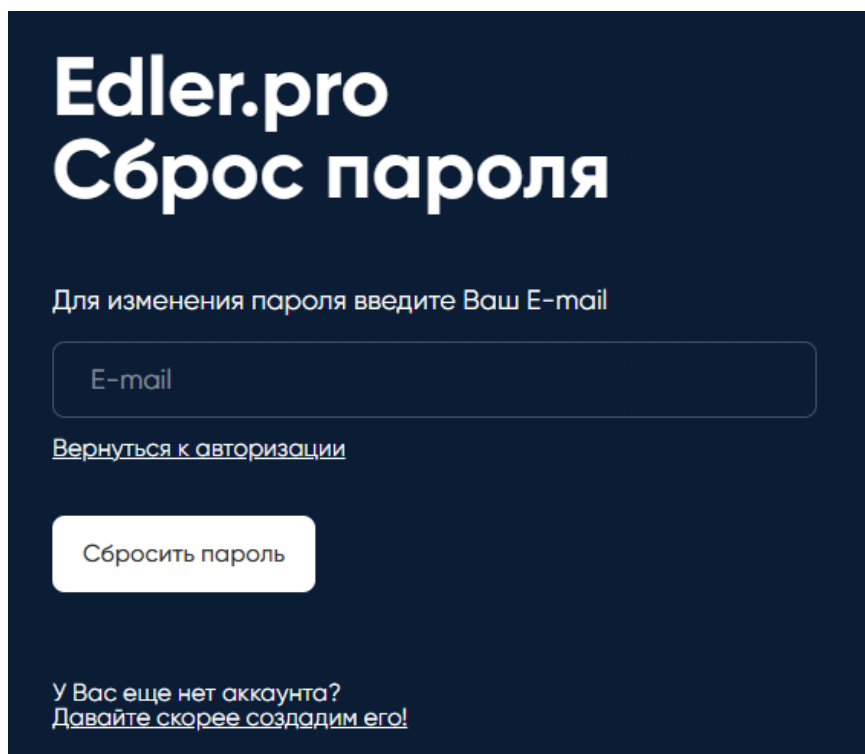 Edler.pro
Сброс пароля
Для изменения пароля введите Ваш E-mail
E-mail
Вернуться к авторизации
Сбросить пароль
У Вас еще нет аккаунта?
Давайте скорее создадим его!